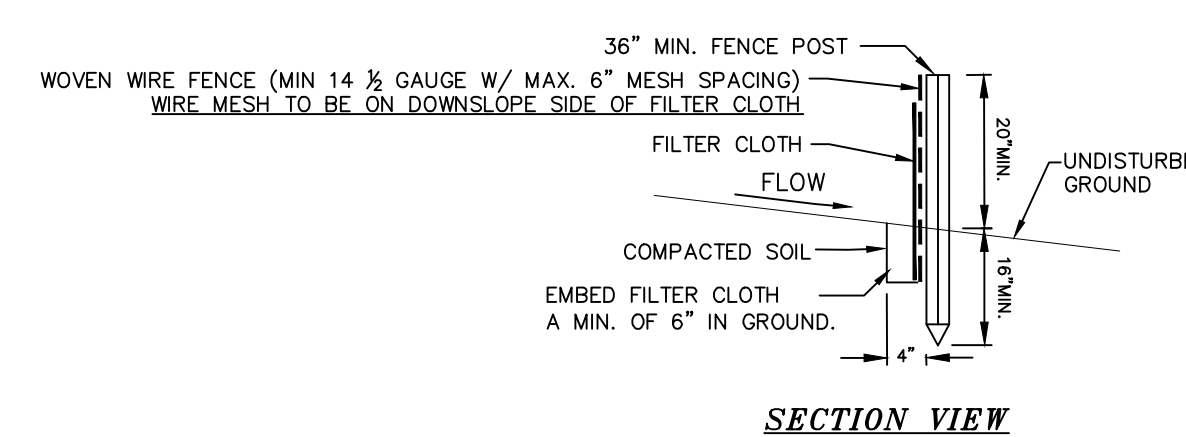 36” MIN. FENCE POST
WOVEN WIRE FENCE (MIN 14 ½ GAUGE W/ MAX. 6” MESH SPACING)
WIRE MESH TO BE ON DOWNSLOPE SIDE OF FILTER CLOTH
20”MIN.
FILTER CLOTH
FLOW
GROUND
COMPACTED SOIL
16”MIN.
EMBED FILTER CLOTH
A MIN. OF 6” IN GROUND.
4”
SECTION VIEW